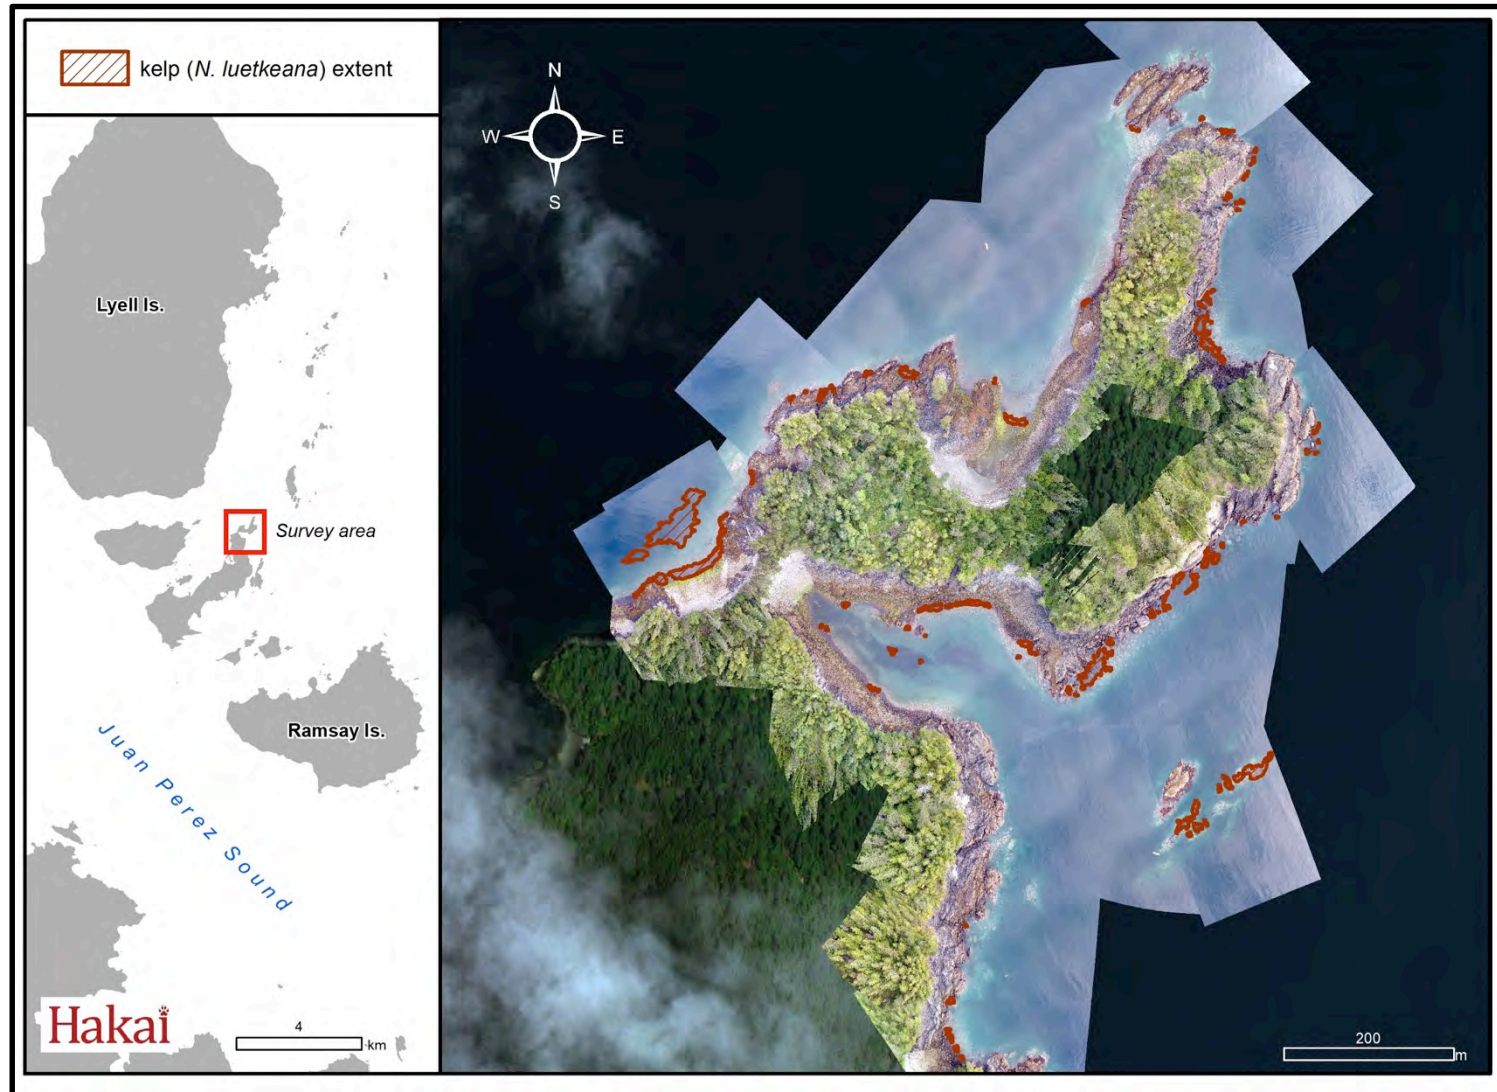 kelp (N. luetkeana) extent
N
W
E
S
Lyell Is.
Survey area
Ramsay Is.
Juan Perez Sound
Hakai
4
km
200
m